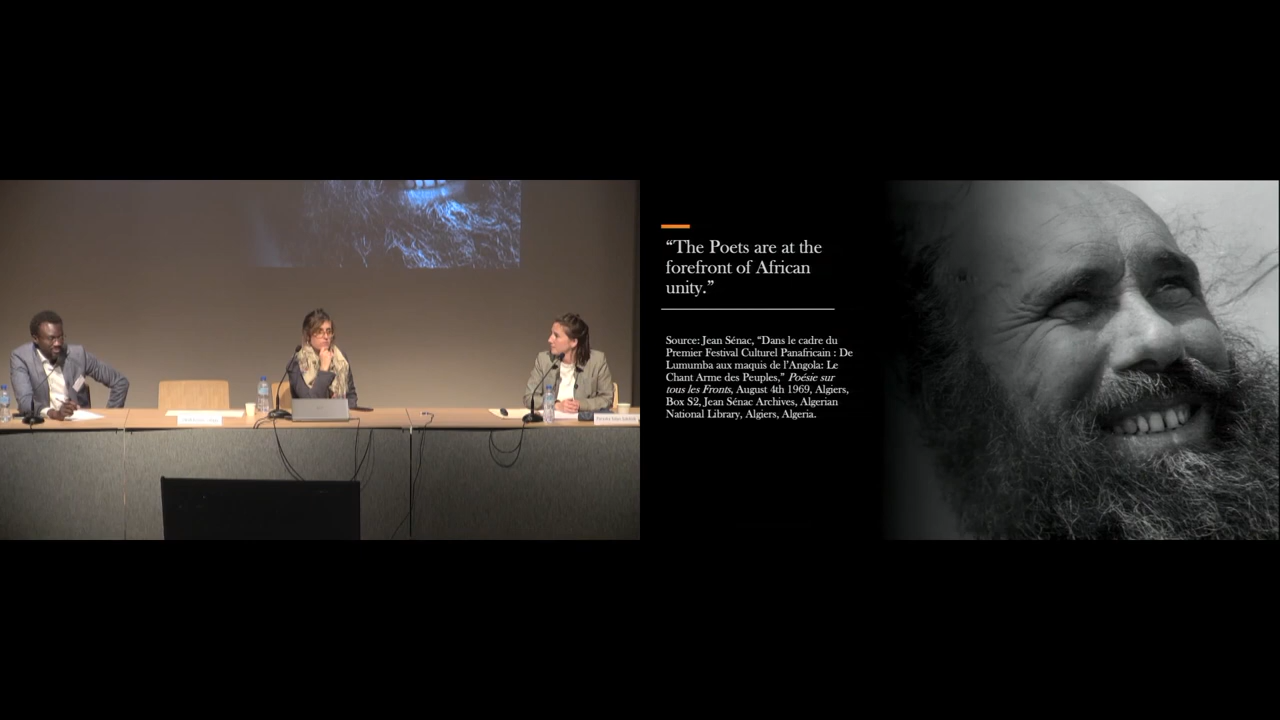 “The Poets are at the
forefront of African
unity.”
Source: Jean Sénac, “Dans le cadre du
Premier Festival Culturel Panafricain : De
Lumumba aux maquis de l’Angola: Le
Chant Arme des Peuples,” Poésie sur
tous les Fronts, August 4th 1969, Algiers,
Box S2, Jean Sénac Archives, Algerian
National Library, Algiers, Algeria.